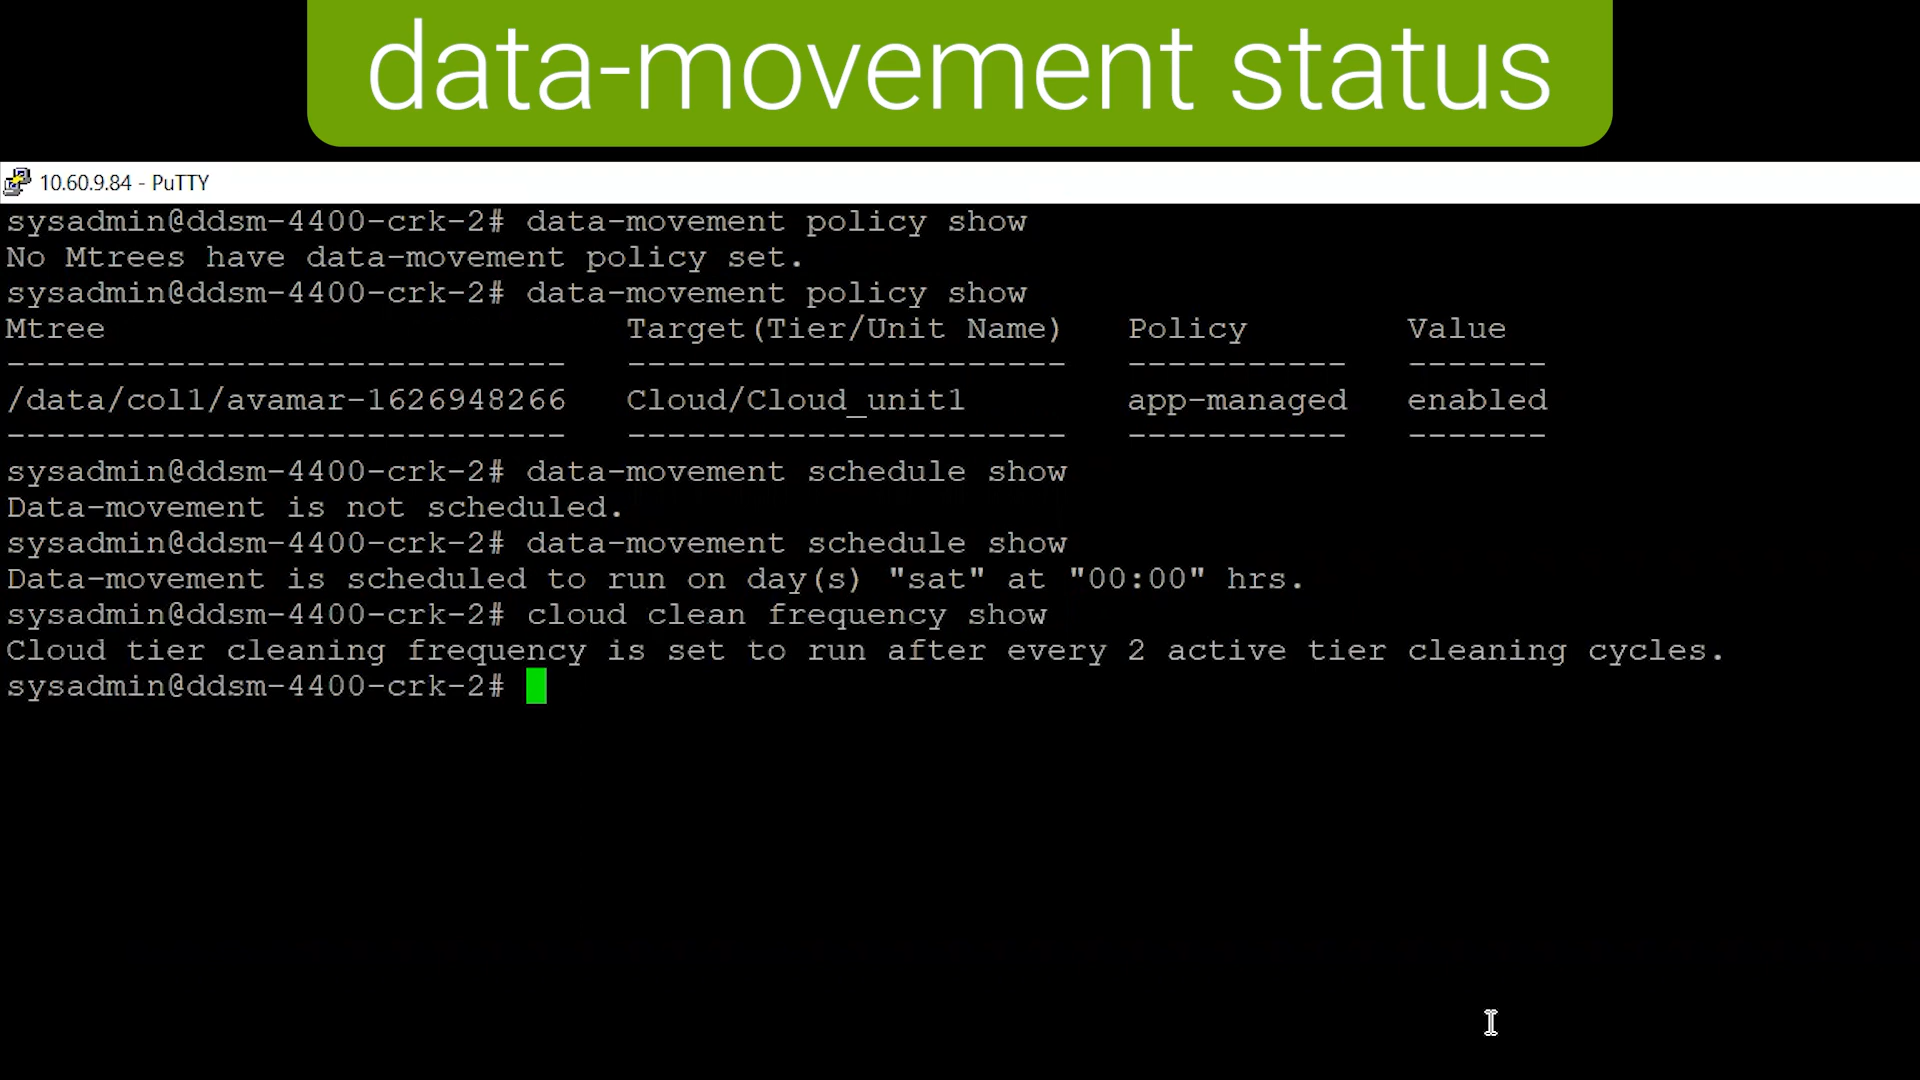 data-movement status
10.60.9.84 - PuTTY
sysadmin@ddsm-4400-crk-2# data-movement policy show
No Mtrees have data-movement policy set.
sysadmin@ddsm-4400-crk-2# data-movement policy show
Mtree                          Target(Tier/Unit Name)   Policy        Value
----------------------------   ----------------------   -----------   -------
/data/col1/avamar-1626948266   Cloud/Cloud_unit1        app-managed   enabled
----------------------------   ----------------------   -----------   -------
sysadmin@ddsm-4400-crk-2# data-movement schedule show
Data-movement is not scheduled.
sysadmin@ddsm-4400-crk-2# data-movement schedule show
Data-movement is scheduled to run on day(s) "sat" at "00:00" hrs.
sysadmin@ddsm-4400-crk-2# cloud clean frequency show
Cloud tier cleaning frequency is set to run after every 2 active tier cleaning cycles.
sysadmin@ddsm-4400-crk-2#